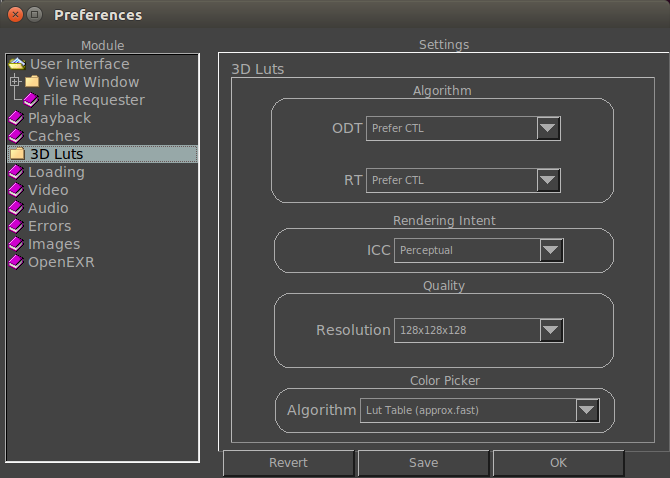 Preferences
Module
Settings
User Interface
View Window
File Requester
Playback
Caches
3D Luts
Loading
Video
Audio
Errors
Images
OpenEXR
3D Luts
Algorithm
ODT Prefer CTL
RT Prefer CTL
Rendering Intent
ICC Perceptual
Quality
Resolution 128x128x128
Color Picker
Algorithm Lut Table (approx.fast)
Revert Save OK